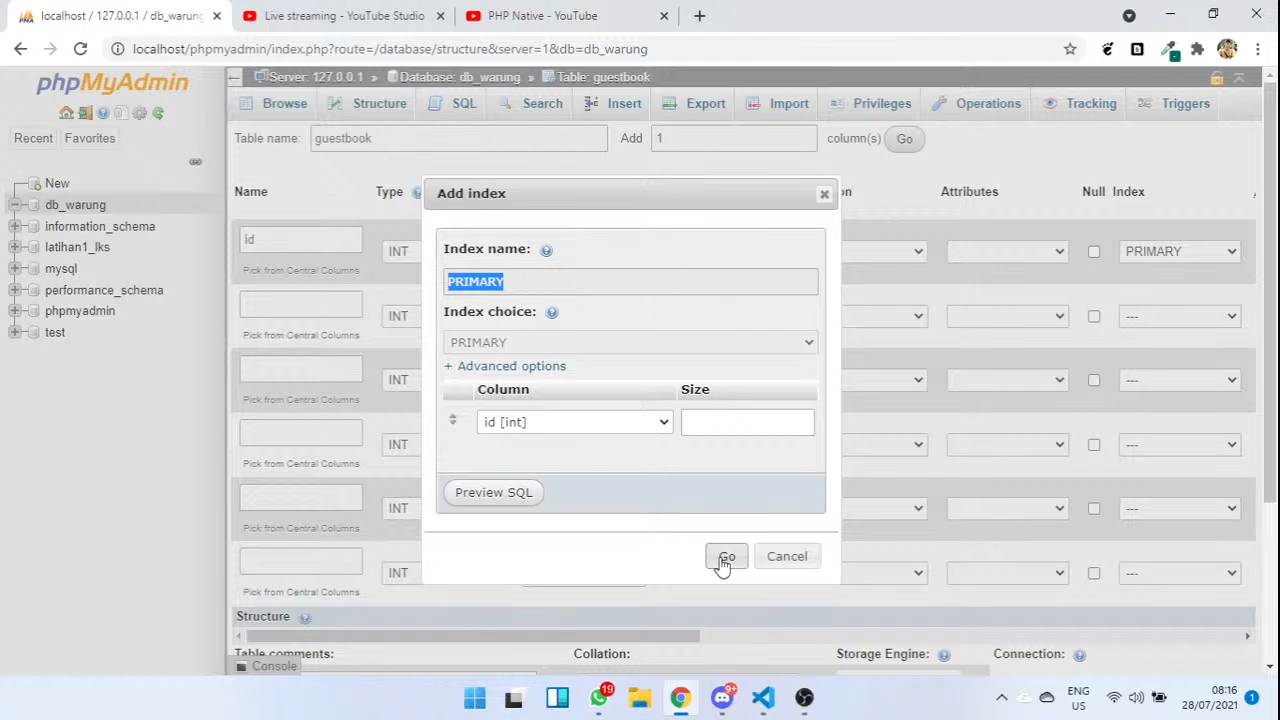 localhost / 127.0.0.1 / db_warung
Live streaming - YouTube Studio
PHP Native - YouTube
localhost/phpmyadmin/index.php?route=/database/structure&server=1&db=db_warung
phpMyAdmin
Server: 127.0.0.1 » Database: db_warung » Table: guestbook
Browse Structure SQL Search Insert Export Import Privileges Operations Tracking Triggers
Recent Favorites
Table name: guestbook Add 1 column(s) Go
New
db_warung
information_schema
latihan1_lks
mysql
performance_schema
phpmyadmin
test
Name Type Attributes Null Index
id INT PRIMARY
Pick from Central Columns
INT ---
Pick from Central Columns
INT ---
Pick from Central Columns
INT ---
Pick from Central Columns
INT ---
Pick from Central Columns
INT ---
Pick from Central Columns
Add index
Index name:
PRIMARY
Index choice:
PRIMARY
+ Advanced options
Column Size
id [int]
Preview SQL
Go Cancel
Structure
Table comments: Collation: Storage Engine: Connection:
Console
19
9+
ENG
US
08:16
28/07/2021
1